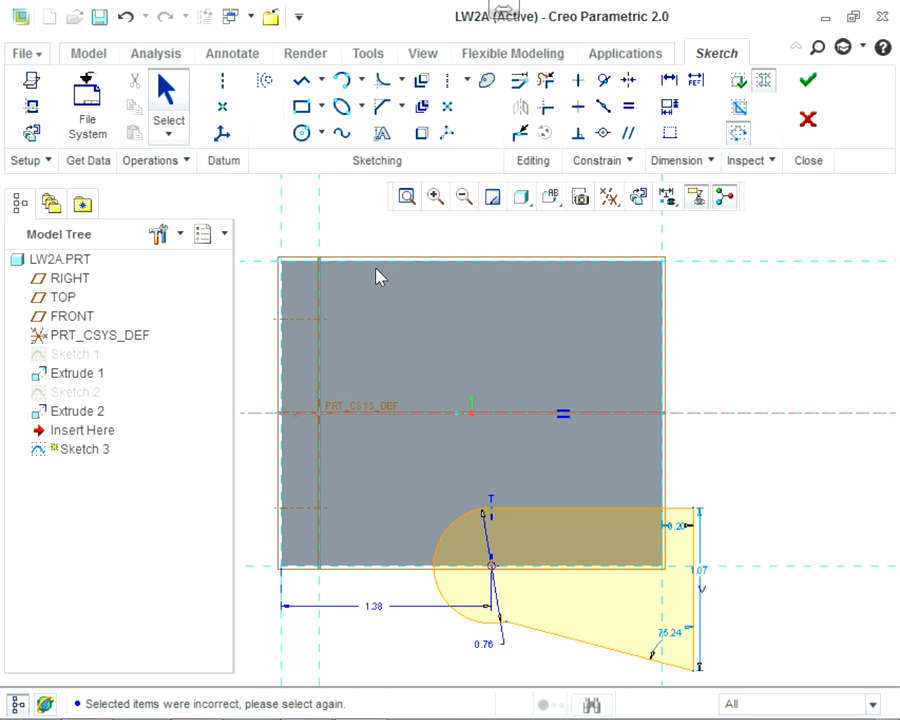 LW2A (Active) - Creo Parametric 2.0
File Model Analysis Annotate Render Tools View Flexible Modeling Applications Sketch
File System
Select
Setup Get Data Operations Datum Sketching Editing Constrain Dimension Inspect Close
Model Tree
LW2A.PRT
RIGHT
TOP
FRONT
PRT_CSYS_DEF
Sketch 1
Extrude 1
Sketch 2
Extrude 2
Insert Here
Sketch 3
PRT_CSYS_DEF
T
0.20
1.07
V
1.38
75.24
0.76
Selected items were incorrect, please select again.
All